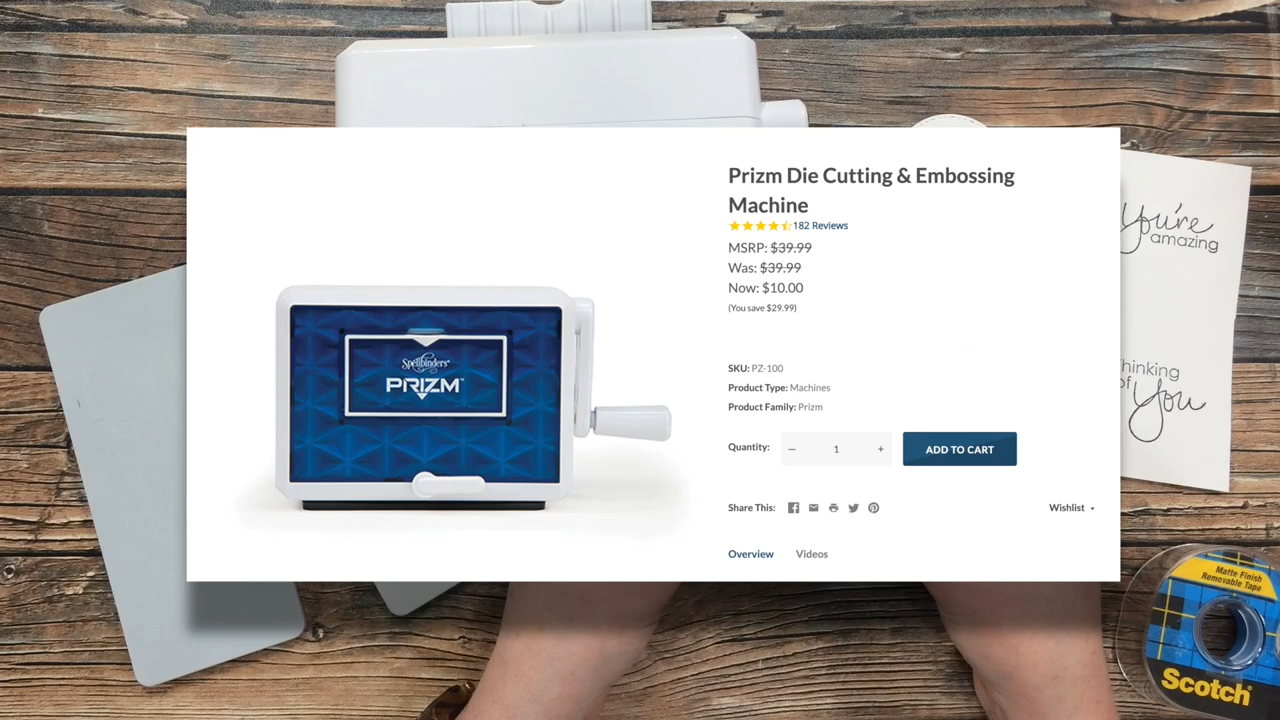 Prizm Die Cutting & Embossing
Machine
182 Reviews
MSRP: $39.99
Was: $39.99
Now: $10.00
(You save $29.99)
Spellbinders®
PRIZM™
SKU: PZ-100
Product Type: Machines
Product Family: Prizm
Quantity: – 1 + ADD TO CART
Share This:
Wishlist
Overview Videos
You're
amazing
hinking
of
You
Matte Finish
Removable Tape
Scotch